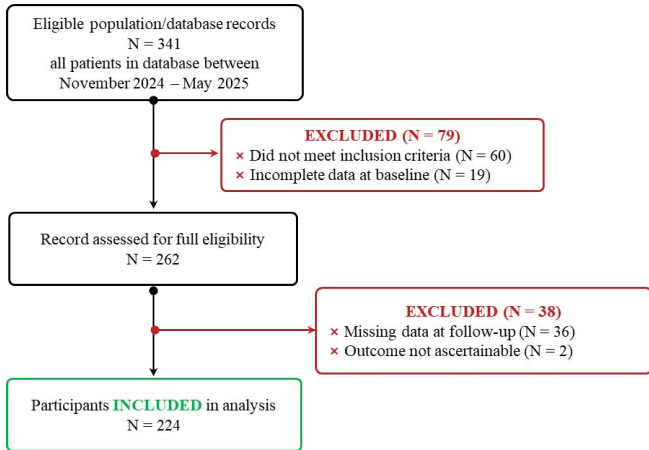 Eligible population/database records
N = 341
all patients in database between
November 2024 – May 2025
EXCLUDED (N = 79)
× Did not meet inclusion criteria (N = 60)
× Incomplete data at baseline (N = 19)
Record assessed for full eligibility
N = 262
EXCLUDED (N = 38)
× Missing data at follow-up (N = 36)
× Outcome not ascertainable (N = 2)
Participants INCLUDED in analysis
N = 224